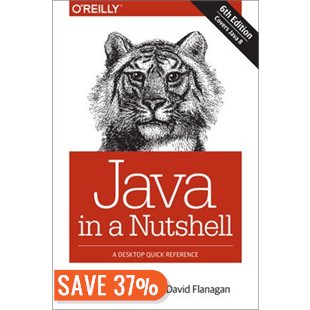 O'REILLY®
6th Edition
Covers Java 8
Java
in a Nutshell
A DESKTOP QUICK REFERENCE
David Flanagan
SAVE 37%